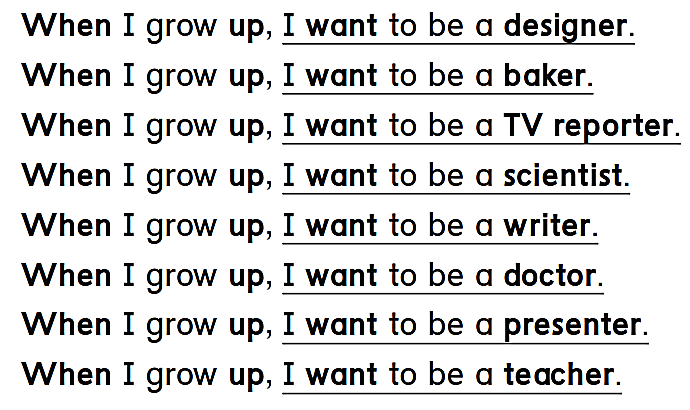 When I grow up, I want to be a designer.
When I grow up, I want to be a baker.
When I grow up, I want to be a TV reporter.
When I grow up, I want to be a scientist.
When I grow up, I want to be a writer.
When I grow up, I want to be a doctor.
When I grow up, I want to be a presenter.
When I grow up, I want to be a teacher.